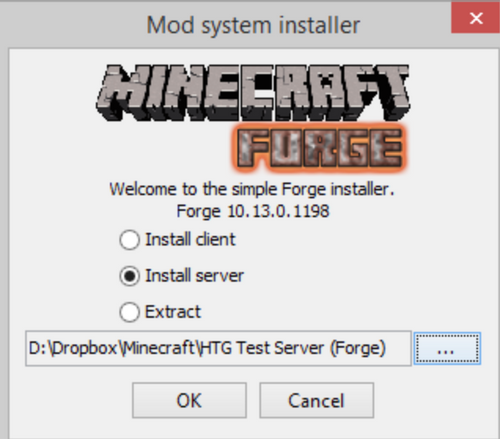 Mod system installer
MINECRAFT
FORGE
Welcome to the simple Forge installer.
Forge 10.13.0.1198
Install client
Install server
Extract
D:\Dropbox\Minecraft\HTG Test Server (Forge)
...
OK
Cancel